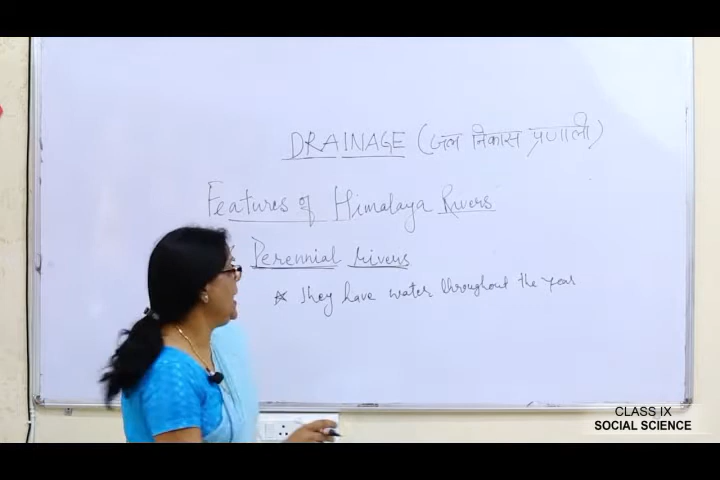 DRAINAGE (जल निकास प्रणाली)
Features of Himalaya Rivers
Perennial rivers
* They have water throughout the year
CLASS IX
SOCIAL SCIENCE